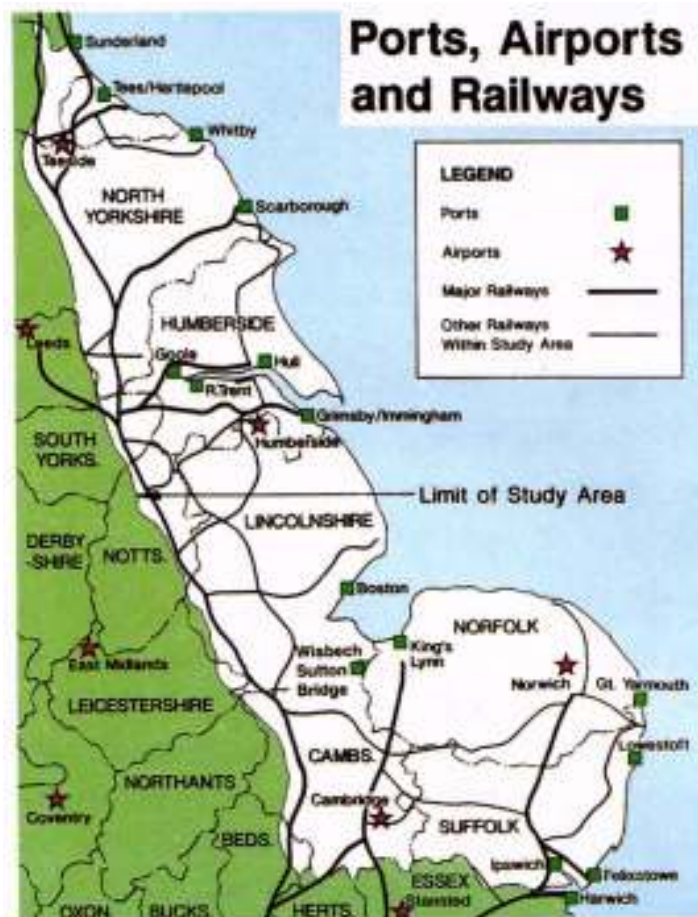 Ports, Airports
and Railways
LEGEND
Ports
Airports
Major Railways
Other Railways
Within Study Area
Sunderland
Tees/Hartlepool
Whitby
Teeside
NORTH
YORKSHIRE
Scarborough
HUMBERSIDE
Leeds
Goole
Hull
R.Trent
Grimsby/Immingham
Humberside
SOUTH
YORKS.
Limit of Study Area
LINCOLNSHIRE
DERBY
-SHIRE
NOTTS.
Boston
NORFOLK
King's
Lynn
Wisbech
Sutton
Bridge
East Midlands
Norwich
Gt. Yarmouth
LEICESTERSHIRE
Lowestoft
CAMBS.
NORTHANTS
Cambridge
Coventry
SUFFOLK
BEDS.
Ipswich
Felixstowe
ESSEX
Stansted
Harwich
OXON.
BUCKS.
HERTS.